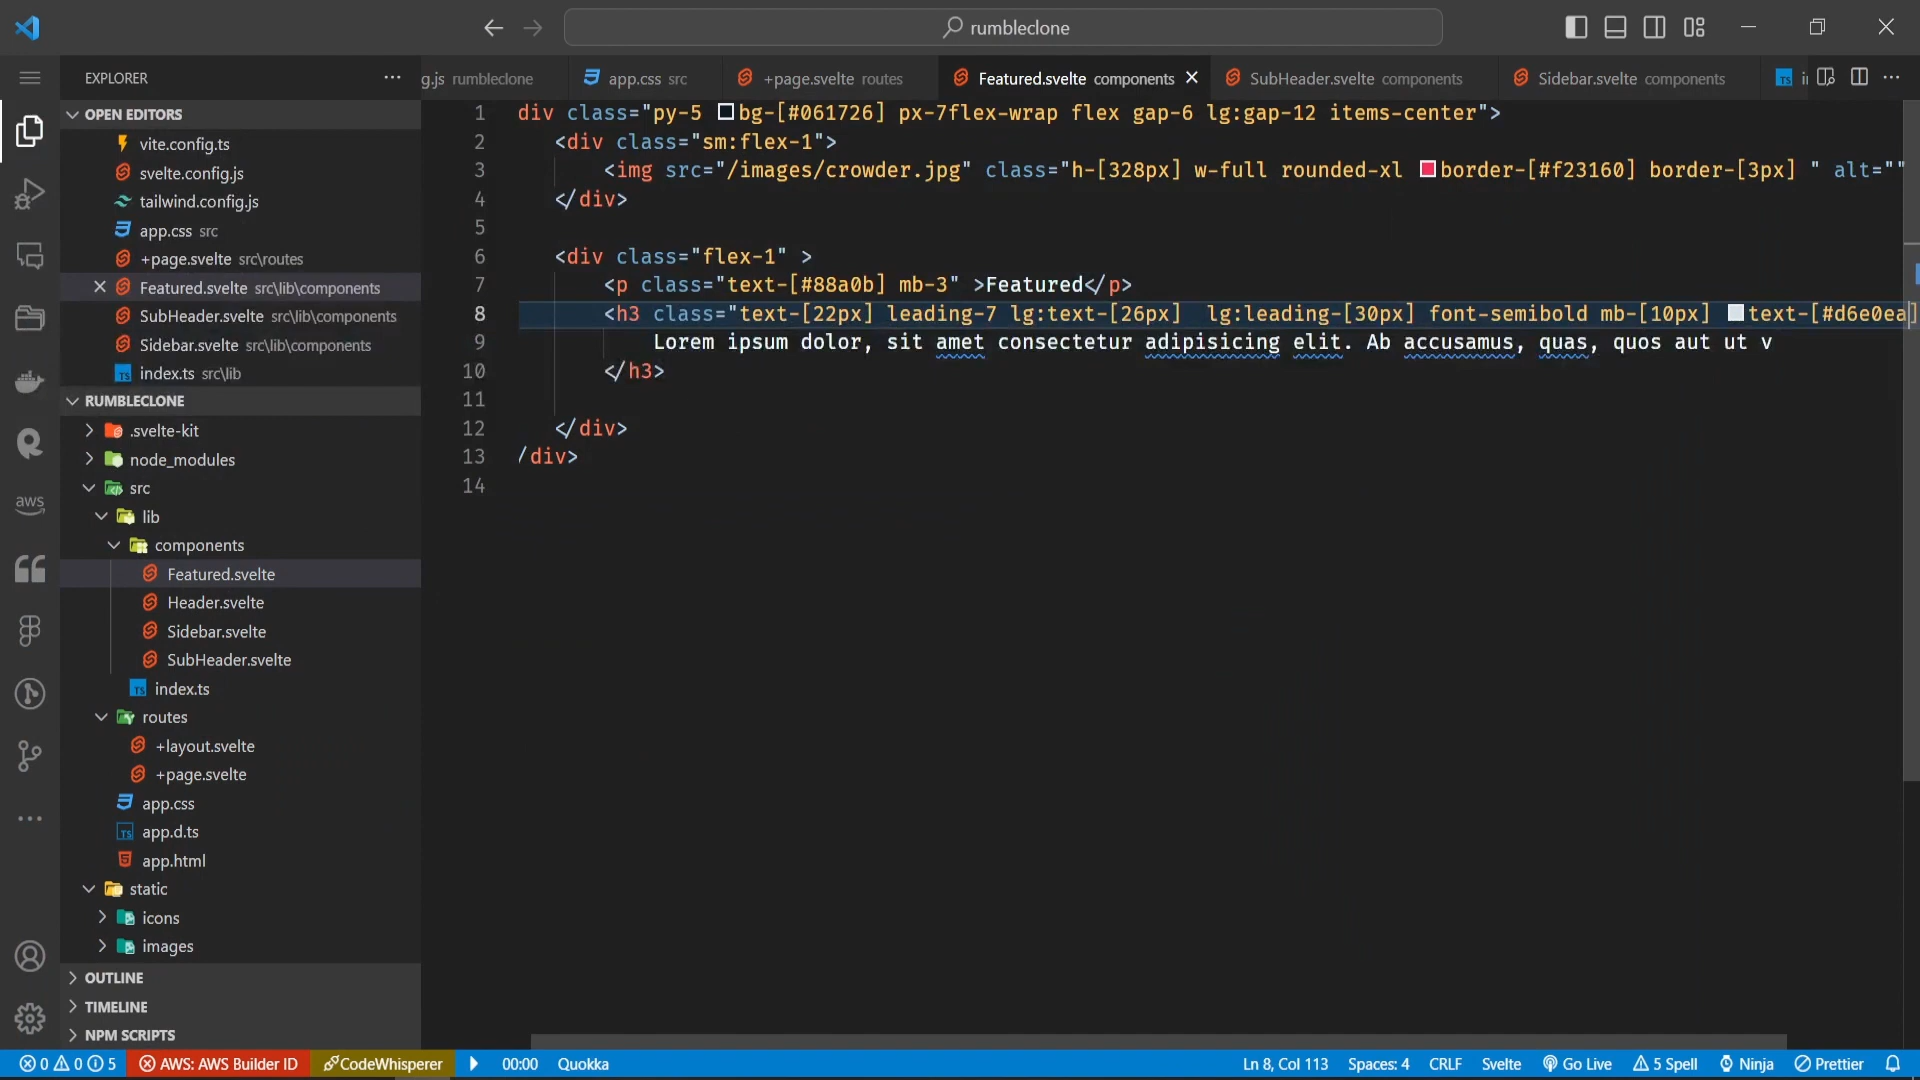 rumbleclone
EXPLORER
g.js rumbleclone
app.css src
+page.svelte routes
Featured.svelte components
SubHeader.svelte components
Sidebar.svelte components
OPEN EDITORS
vite.config.ts
svelte.config.js
tailwind.config.js
app.css src
+page.svelte src\routes
Featured.svelte src\lib\components
SubHeader.svelte src\lib\components
Sidebar.svelte src\lib\components
index.ts src\lib
RUMBLECLONE
.svelte-kit
node_modules
src
lib
components
Featured.svelte
Header.svelte
Sidebar.svelte
SubHeader.svelte
index.ts
routes
+layout.svelte
+page.svelte
app.css
app.d.ts
app.html
static
icons
images
OUTLINE
TIMELINE
NPM SCRIPTS
aws
1 div class="py-5 bg-[#061726] px-7flex-wrap flex gap-6 lg:gap-12 items-center">
2 <div class="sm:flex-1">
3 <img src="/images/crowder.jpg" class="h-[328px] w-full rounded-xl border-[#f23160] border-[3px] " alt=""
4 </div>
5
6 <div class="flex-1" >
7 <p class="text-[#88a0b] mb-3" >Featured</p>
8 <h3 class="text-[22px] leading-7 lg:text-[26px]  lg:leading-[30px] font-semibold mb-[10px] text-[#d6e0ea]
9 Lorem ipsum dolor, sit amet consectetur adipisicing elit. Ab accusamus, quas, quos aut ut v
10 </h3>
11
12 </div>
13 /div>
14
0 0 5 AWS: AWS Builder ID CodeWhisperer 00:00 Quokka Ln 8, Col 113 Spaces: 4 CRLF Svelte Go Live 5 Spell Ninja Prettier